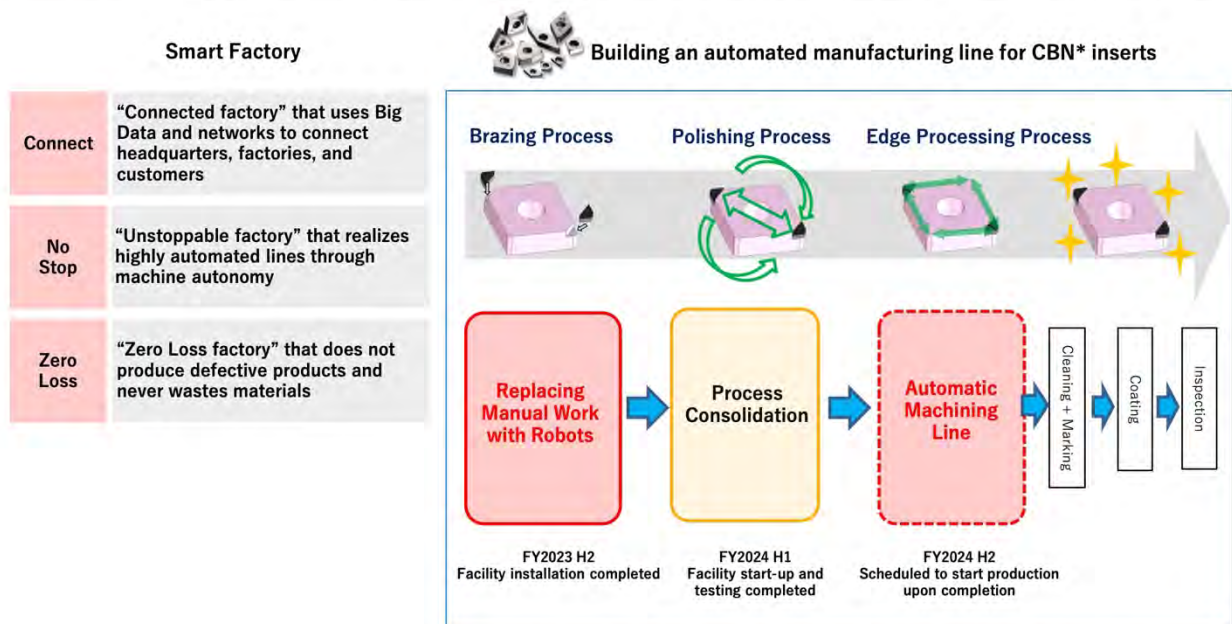 Smart Factory
Connect
“Connected factory” that uses Big
Data and networks to connect
headquarters, factories, and
customers
No
Stop
“Unstoppable factory” that realizes
highly automated lines through
machine autonomy
Zero
Loss
“Zero Loss factory” that does not
produce defective products and
never wastes materials
Building an automated manufacturing line for CBN* inserts
Brazing Process
Polishing Process
Edge Processing Process
Replacing
Manual Work
with Robots
Process
Consolidation
Automatic
Machining
Line
Cleaning + Marking
Coating
Inspection
FY2023 H2
Facility installation completed
FY2024 H1
Facility start-up and
testing completed
FY2024 H2
Scheduled to start production
upon completion